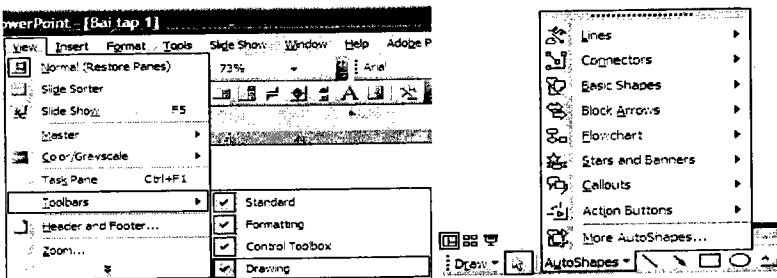 owerPoint - [Bai tap 1]
View Insert Format Tools Slide Show Window Help Adobe P
Normal (Restore Panes)
73%
Arial
Slide Sorter
Slide Show F5
Master
Color/Grayscale
Task Pane Ctrl+F1
Toolbars
Standard
Header and Footer...
Formatting
Zoom...
Control Toolbox
Drawing
Lines
Connectors
Basic Shapes
Block Arrows
Flowchart
Stars and Banners
Callouts
Action Buttons
More AutoShapes...
Draw
AutoShapes